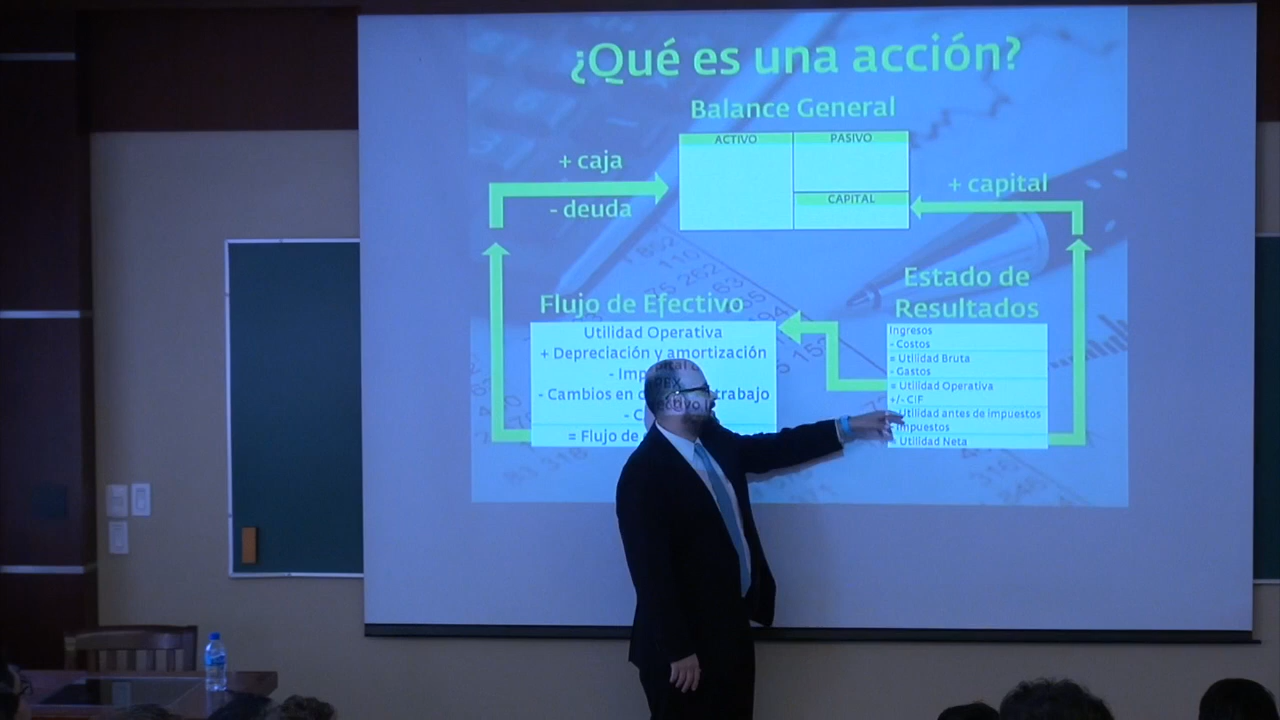 ¿Qué es una acción?
Balance General
ACTIVO
PASIVO
CAPITAL
+ caja
- deuda
+ capital
Flujo de Efectivo
Utilidad Operativa
+ Depreciación y amortización
- Cambios en trabajo
= Flujo de
Estado de
Resultados
Ingresos
- Costos
= Utilidad Bruta
- Gastos
= Utilidad Operativa
+/- CIF
Utilidad antes de impuestos
Impuestos
Utilidad Neta